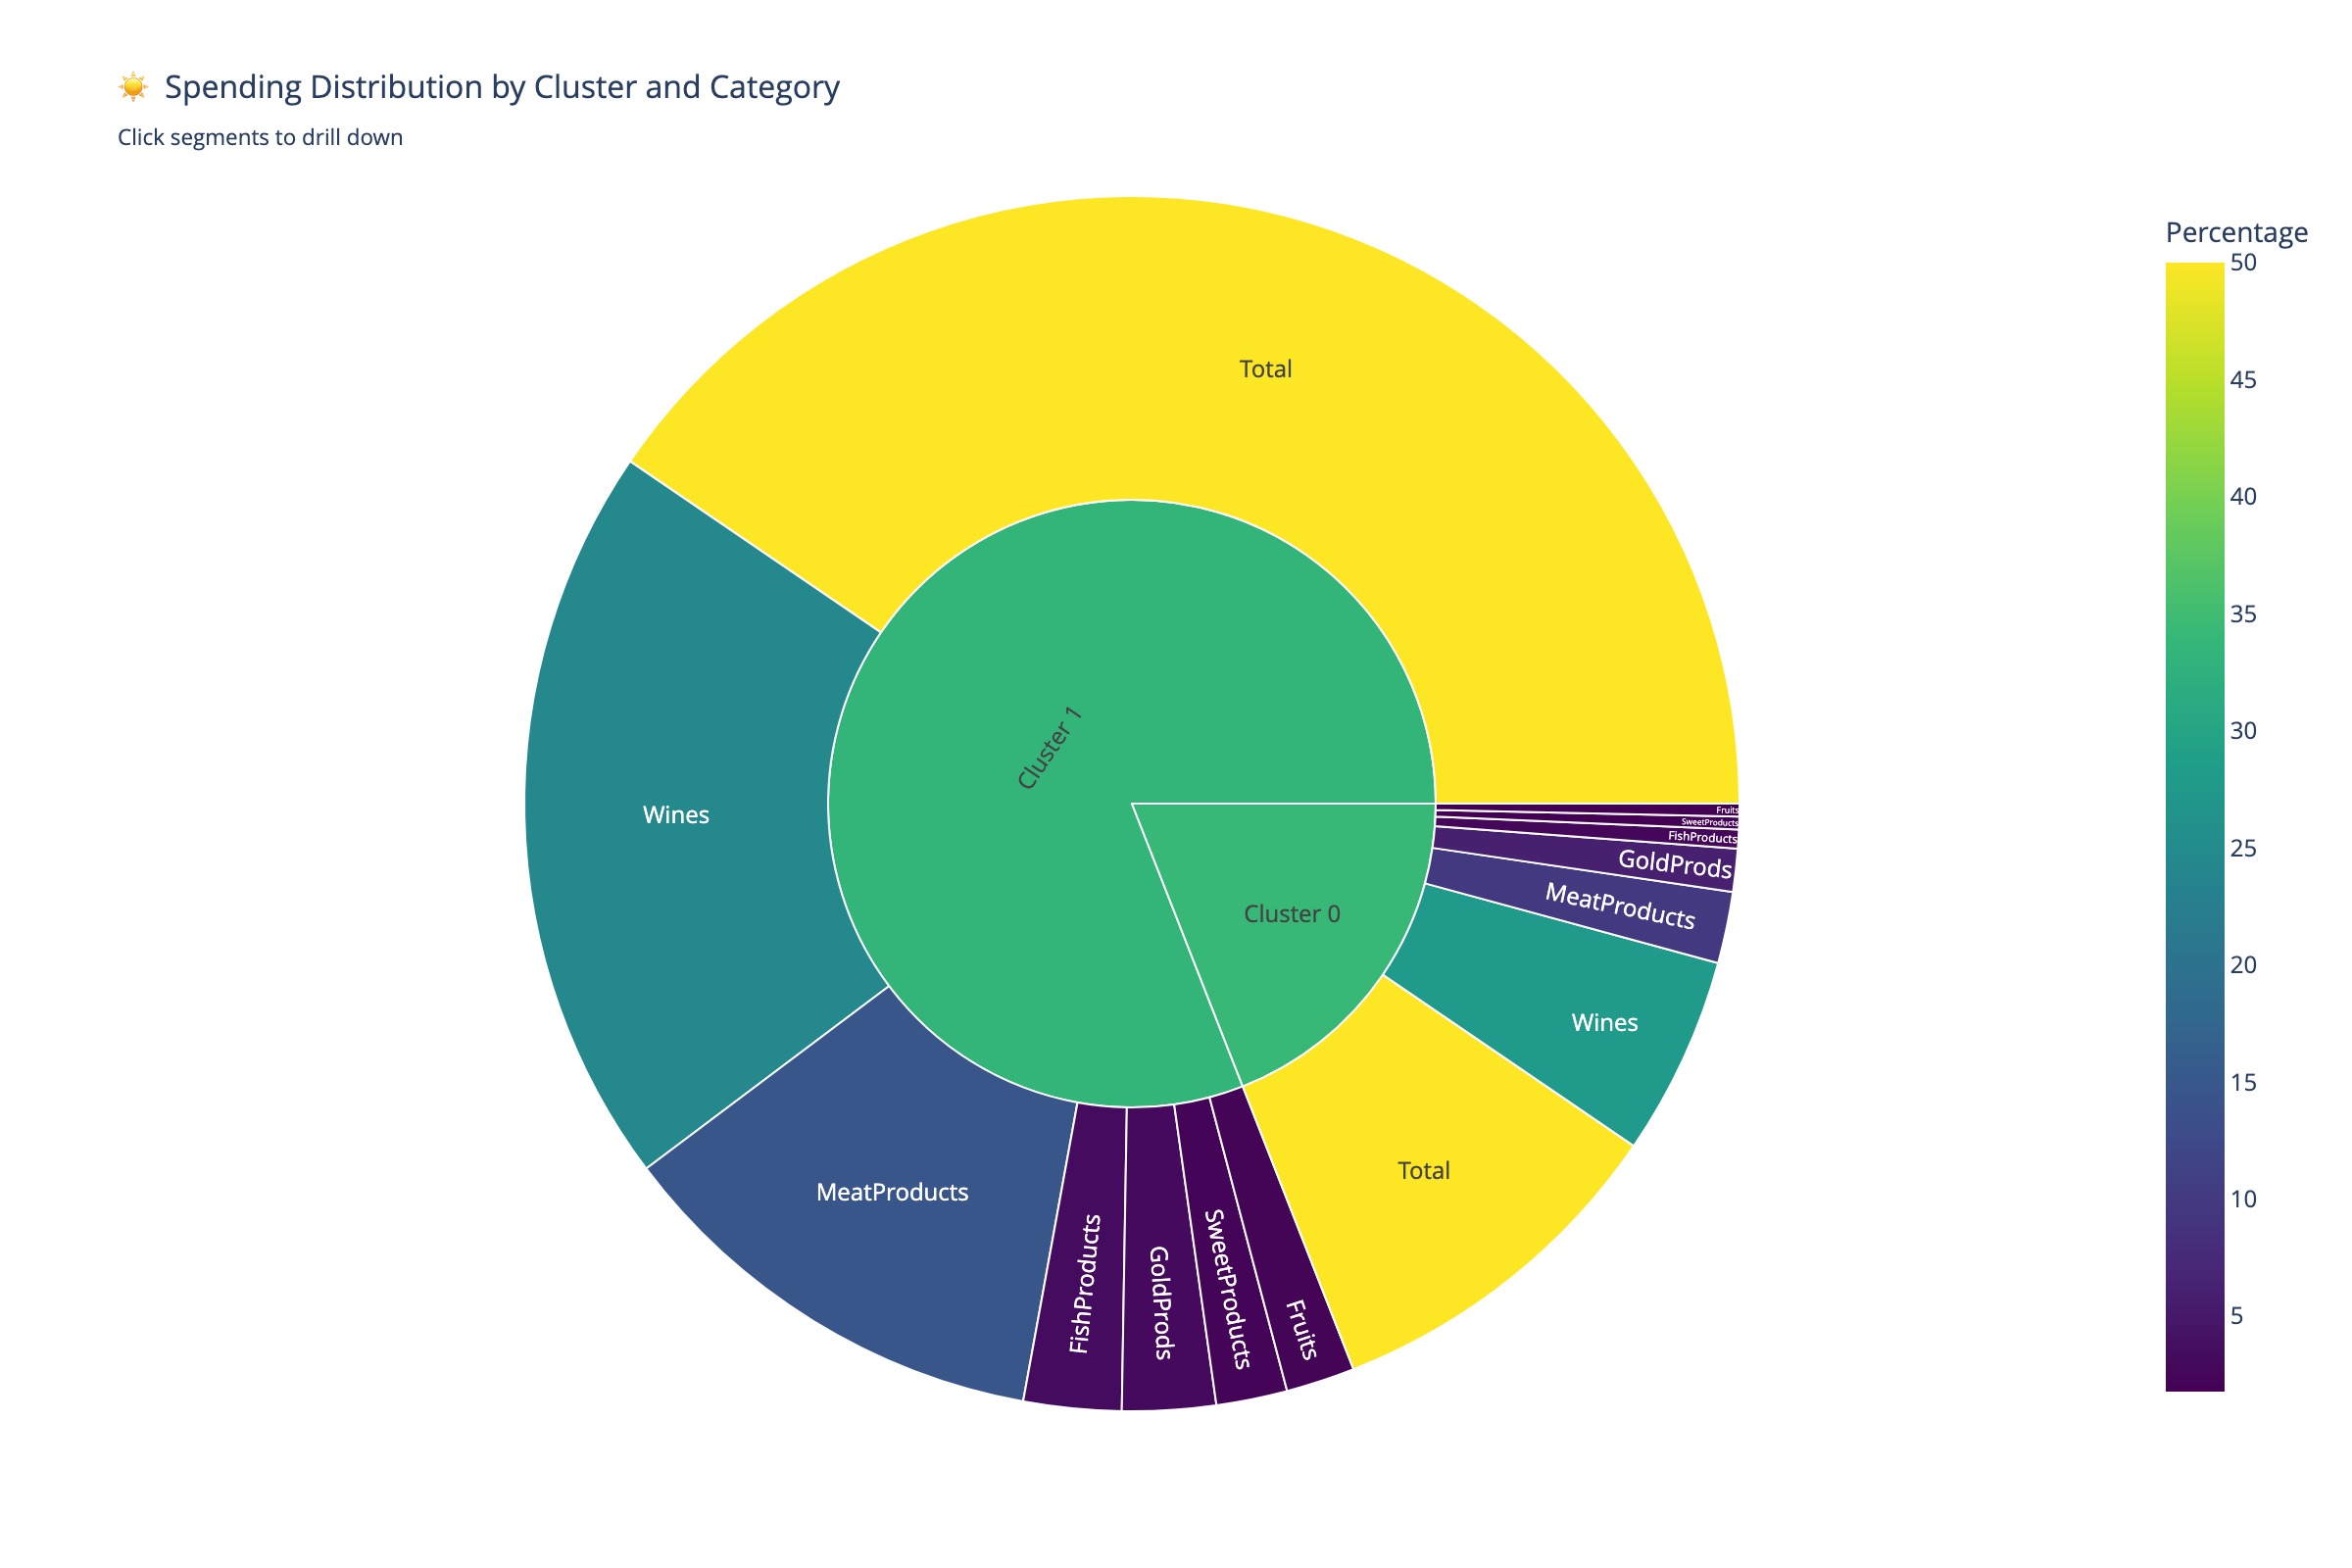 Spending Distribution by Cluster and Category
Click segments to drill down
Percentage
50
45
40
35
30
25
20
15
10
5
Total
Wines
MeatProducts
FishProducts
GoldProds
SweetProducts
Fruits
Cluster 1
Cluster 0
Fruits
SweetProducts
FishProducts
GoldProds
MeatProducts
Wines
Total